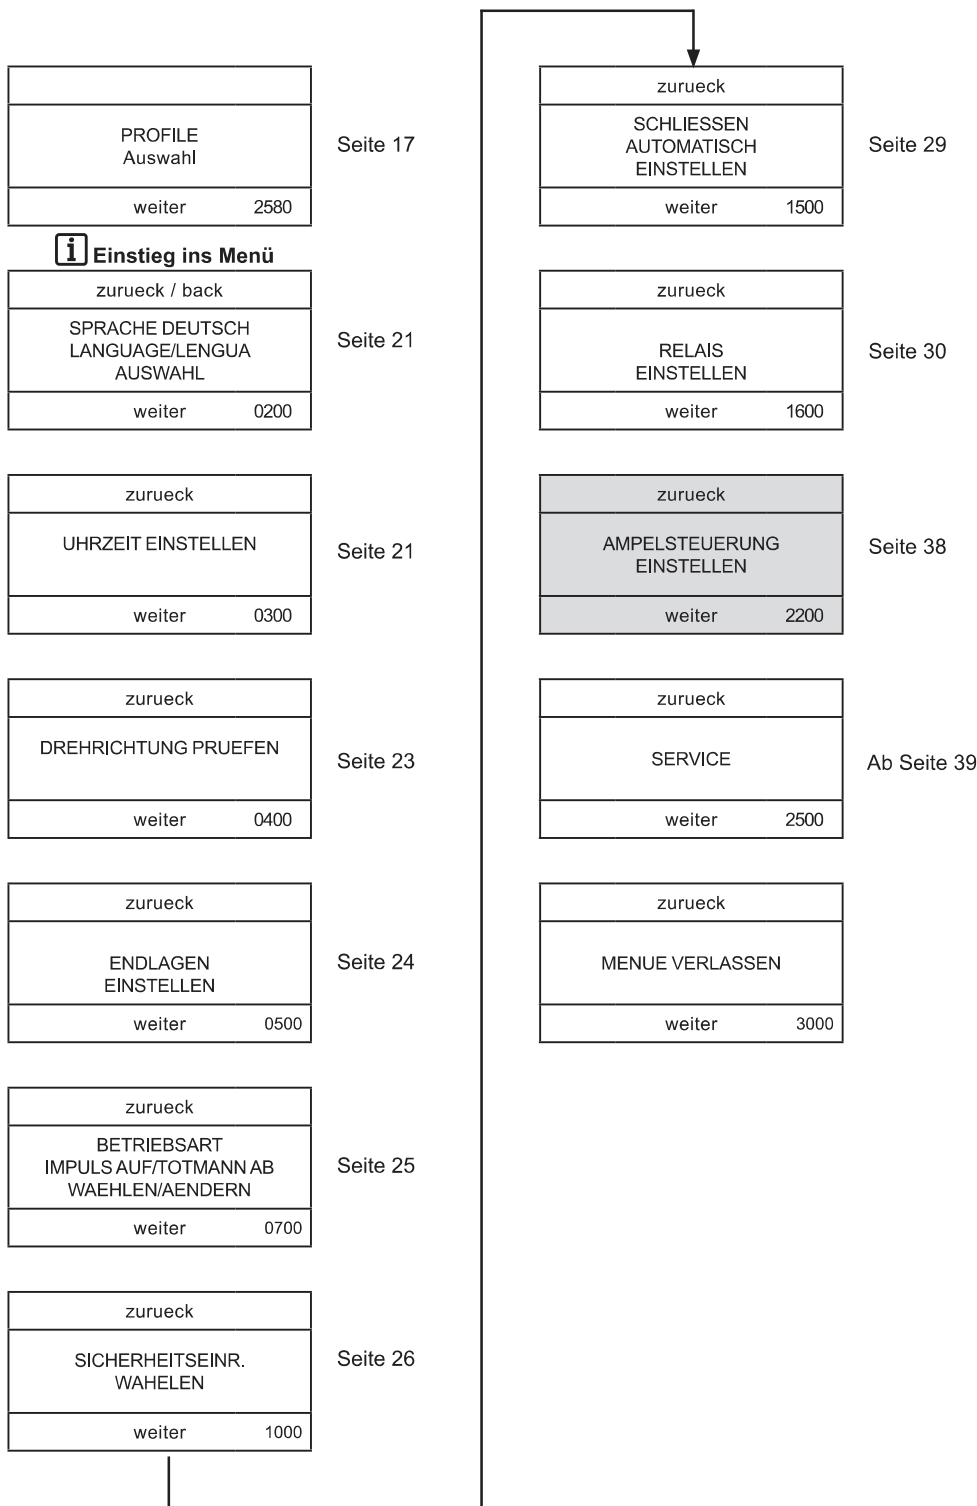 PROFILE
Auswahl
weiter 2580
Seite 17
i Einstieg ins Menü
zurueck / back
SPRACHE DEUTSCH
LANGUAGE/LENGUA
AUSWAHL
weiter 0200
Seite 21
zurueck
UHRZEIT EINSTELLEN
weiter 0300
Seite 21
zurueck
DREHRICHTUNG PRUEFEN
weiter 0400
Seite 23
zurueck
ENDLAGEN
EINSTELLEN
weiter 0500
Seite 24
zurueck
BETRIEBSART
IMPULS AUF/TOTMANN AB
WAEHLEN/AENDERN
weiter 0700
Seite 25
zurueck
SICHERHEITSEINR.
WAHELEN
weiter 1000
Seite 26
zurueck
SCHLIESSEN
AUTOMATISCH
EINSTELLEN
weiter 1500
Seite 29
zurueck
RELAIS
EINSTELLEN
weiter 1600
Seite 30
zurueck
AMPELSTEUERUNG
EINSTELLEN
weiter 2200
Seite 38
zurueck
SERVICE
weiter 2500
Ab Seite 39
zurueck
MENUE VERLASSEN
weiter 3000